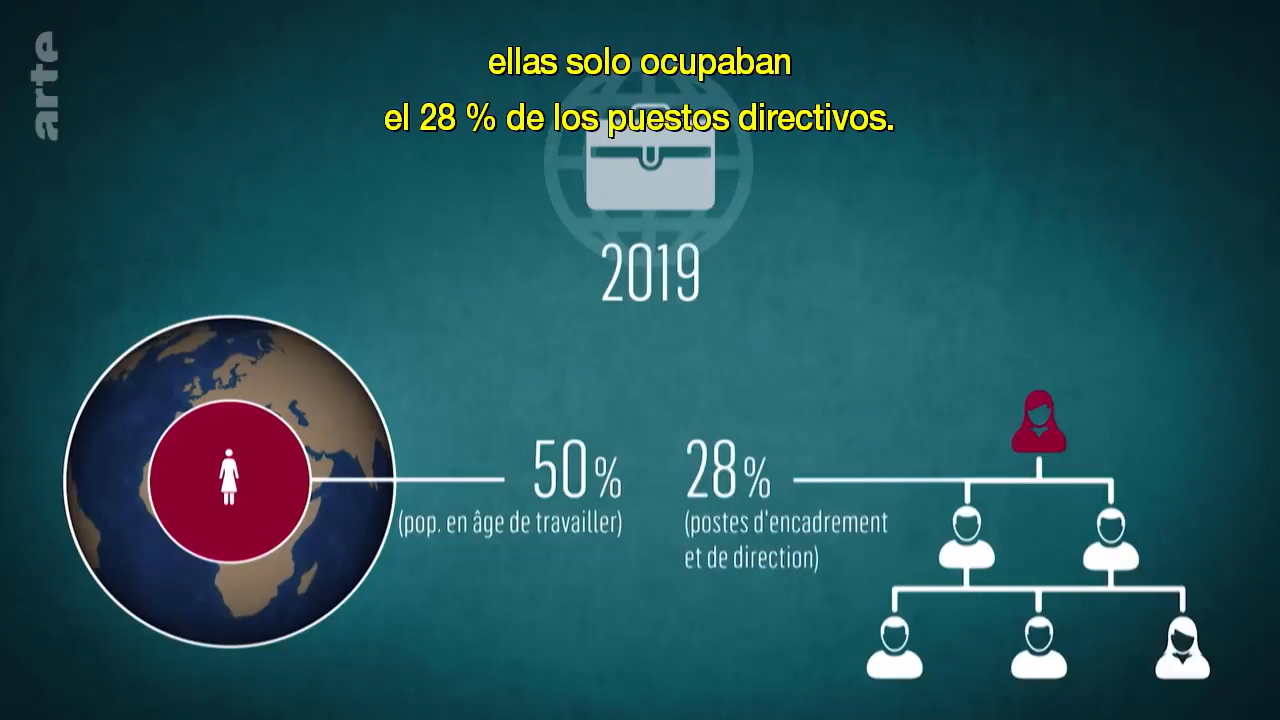 arte
ellas solo ocupaban
el 28 % de los puestos directivos.
2019
50%
(pop. en âge de travailler)
28%
(postes d'encadrement
et de direction)